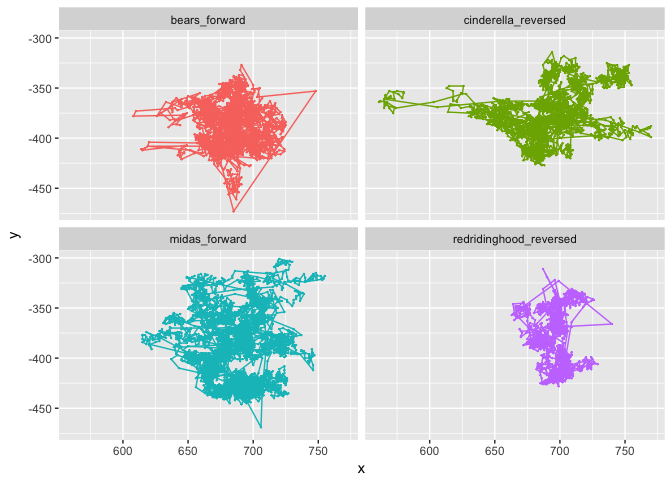 bears_forward
cinderella_reversed
-300
-350
-400
-450
midas_forward
redridinghood_reversed
-300
-350
-400
-450
y
600
650
700
750
600
650
700
750
x